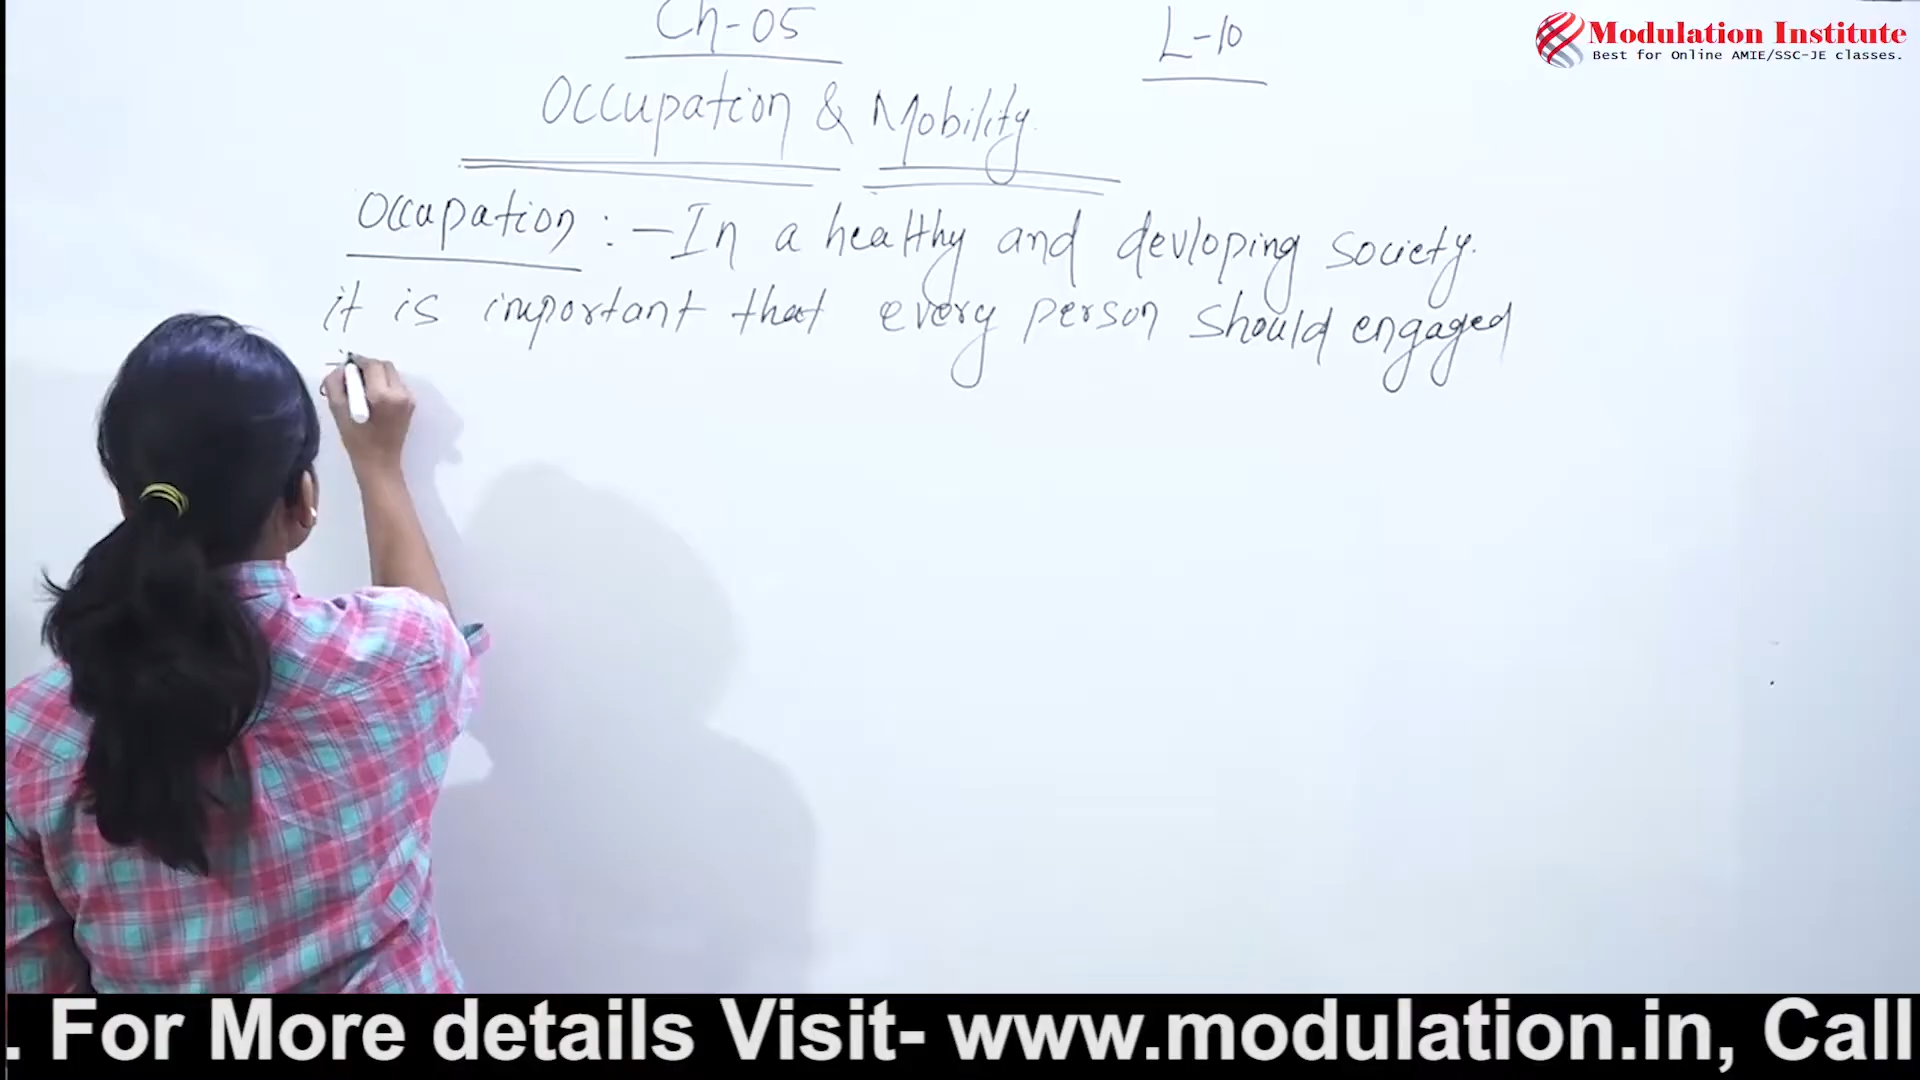 Ch-05
L-10
Modulation Institute
Best for Online AMIE/SSC-JE classes.
Occupation & Mobility.
Occupation :- In a healthy and devloping society.
it is important that every person should engaged
. For More details Visit- www.modulation.in, Call